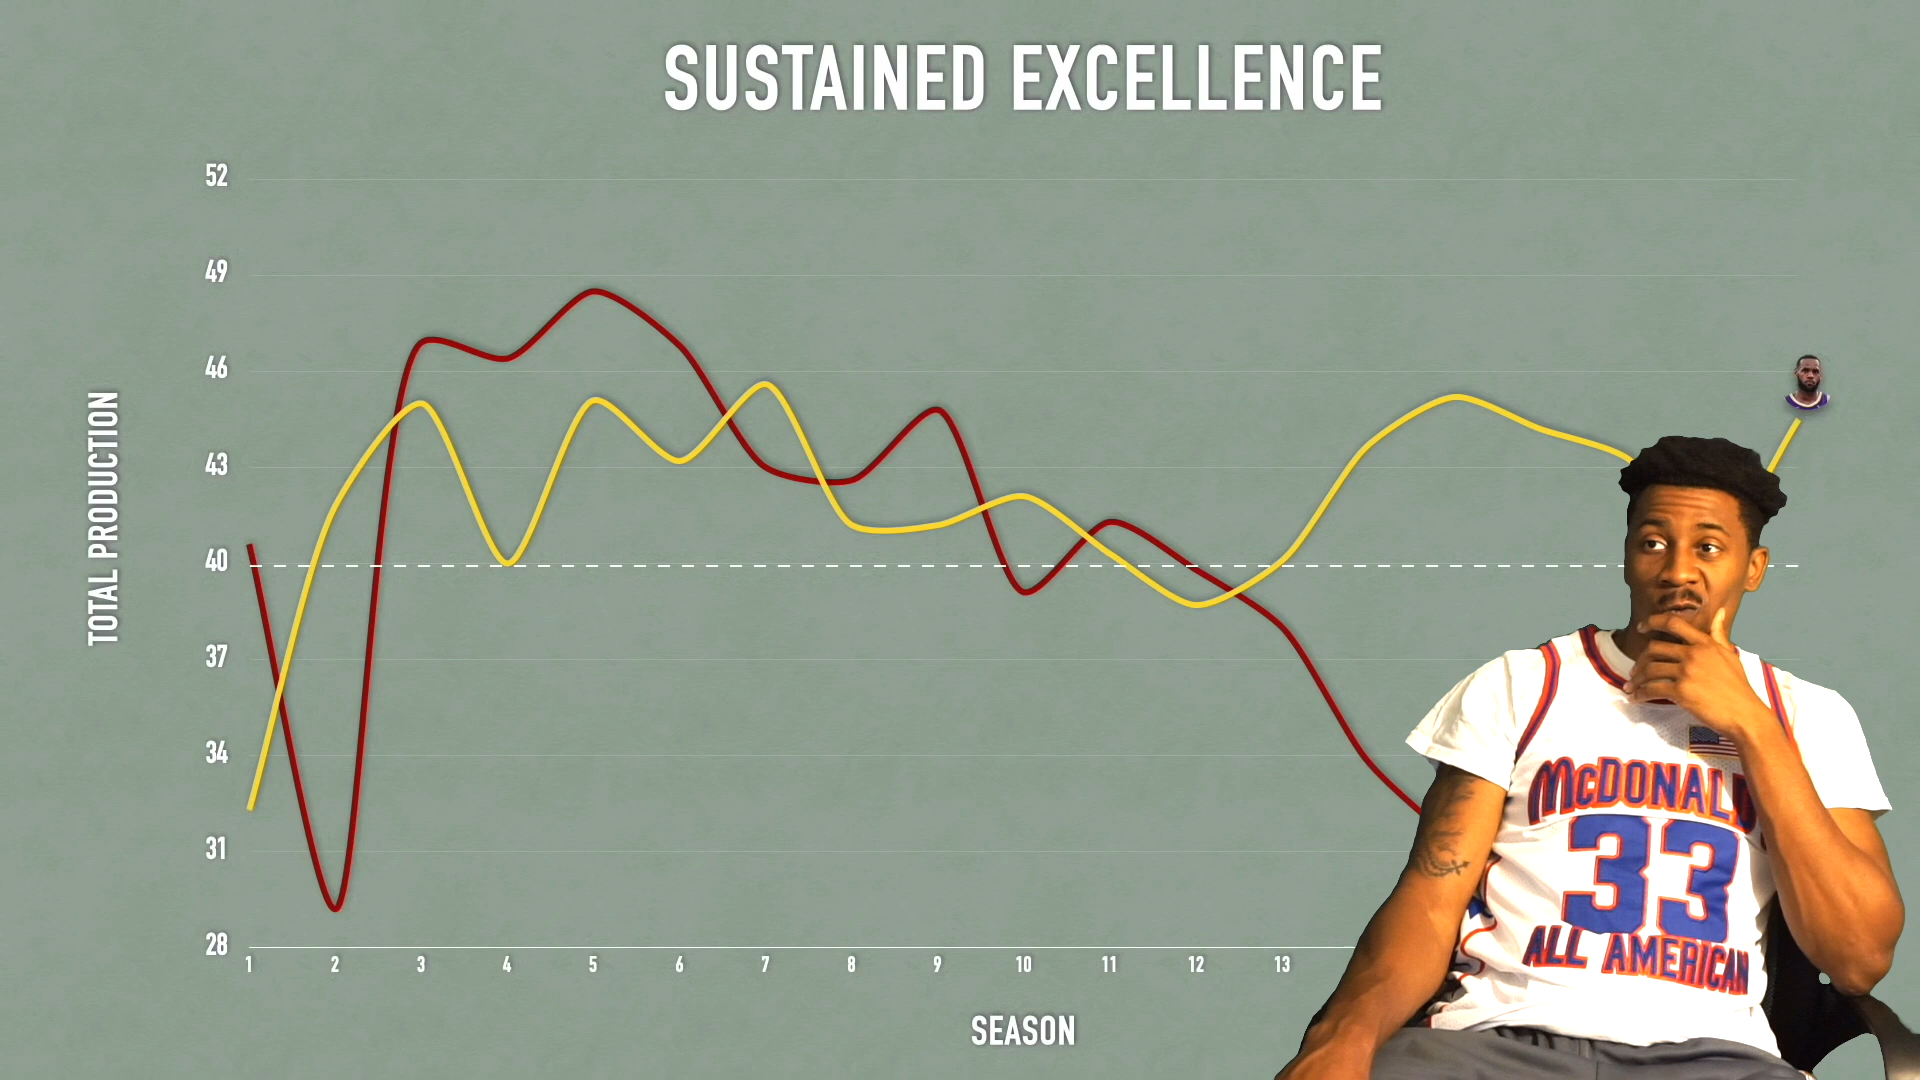 SUSTAINED EXCELLENCE
52
49
46
43
40
37
34
31
28
TOTAL PRODUCTION
1 2 3 4 5 6 7 8 9 10 11 12 13
SEASON
McDONALD
33
ALL AMERICAN